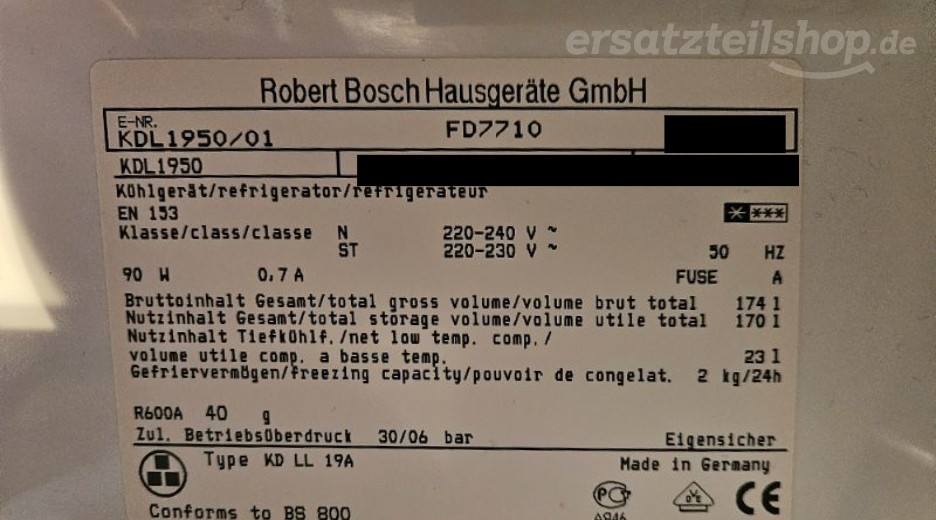 ersatzteilshop.de
Robert Bosch Hausgeräte GmbH
E-NR.
KDL1950/01 FD7710
KDL1950
Kühlgerät/refrigerator/refrigerateur
EN 153
Klasse/class/classe N 220-240 V ~
ST 220-230 V ~ 50 HZ
90 W 0,7 A FUSE A
Bruttoinhalt Gesamt/total gross volume/volume brut total 174 l
Nutzinhalt Gesamt/total storage volume/volume utile total 170 l
Nutzinhalt Tiefkühlf./net low temp. comp./
volume utile comp. a basse temp. 23 l
Gefriervermögen/freezing capacity/pouvoir de congelat. 2 kg/24h
R600A 40 g
Zul. Betriebsüberdruck 30/06 bar Eigensicher
Type KD LL 19A Made in Germany
Conforms to BS 800